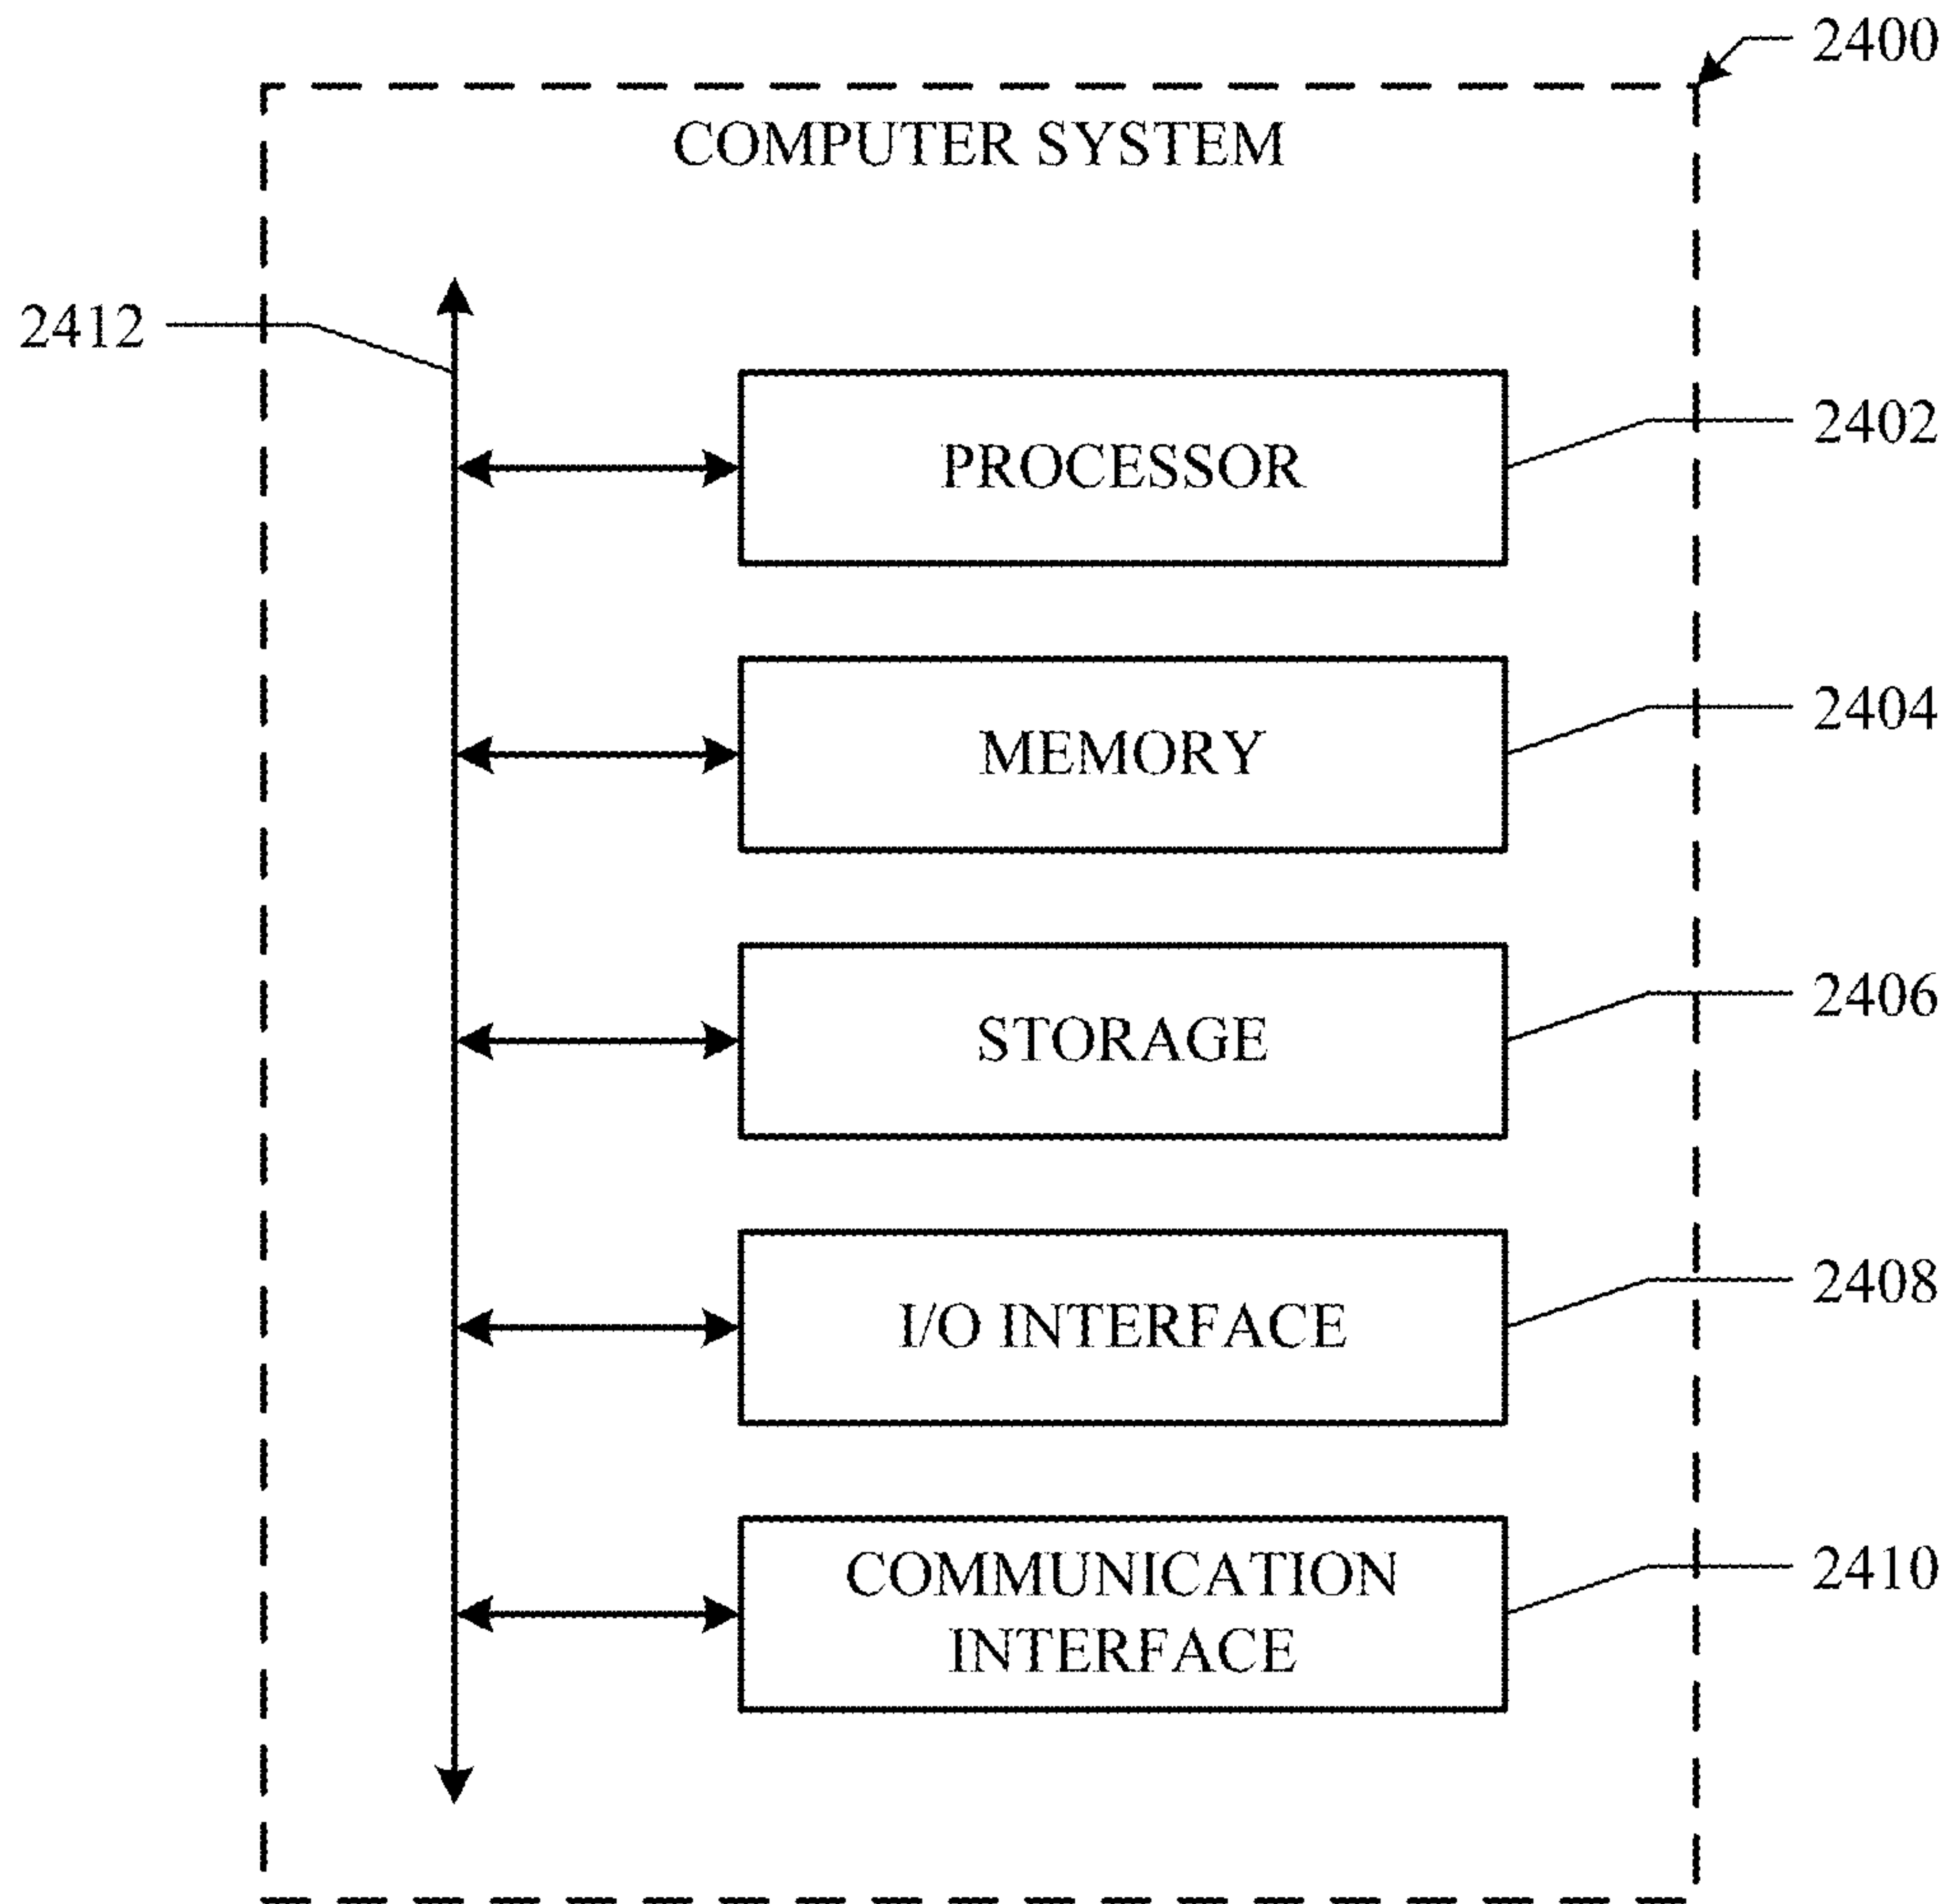 2400
COMPUTER SYSTEM
2412
2402
PROCESSOR
2404
MEMORY
2406
STORAGE
2408
I/O INTERFACE
2410
COMMUNICATION
INTERFACE